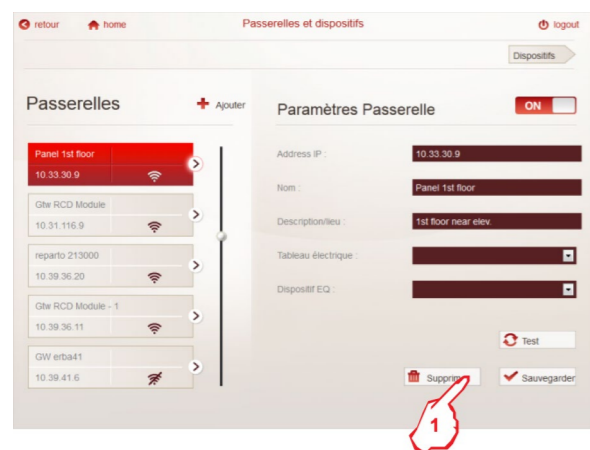 retour home Passerelles et dispositifs logout
Dispositifs
Passerelles
Ajouter
Panel 1st floor
10.33.30.9
Gtw RCD Module
10.31.116.9
reparto 213000
10.39.36.20
Gtw RCD Module - 1
10.39.36.11
GW erba41
10.39.41.6
Paramètres Passerelle
ON
Address IP : 10.33.30.9
Nom : Panel 1st floor
Description/lieu : 1st floor near elev.
Tableau électrique :
Dispositif EQ :
Test
Supprim
Sauvegarder
1